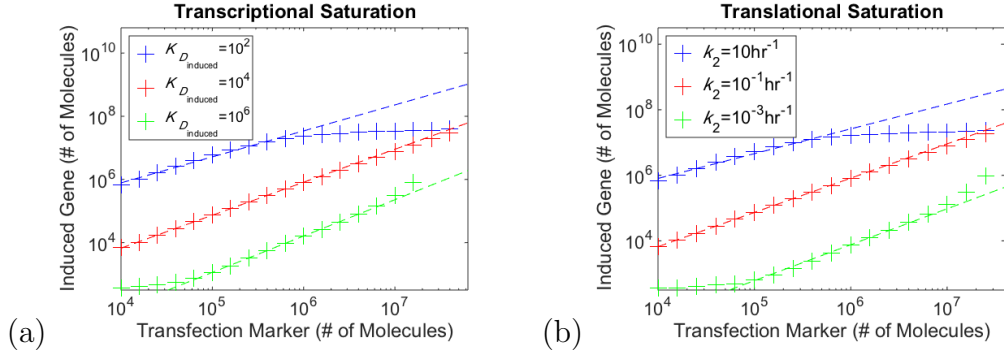 Transcriptional Saturation
Induced Gene (# of Molecules)
10^10
10^8
10^6
10^4
K_D_induced=10^2
K_D_induced=10^4
K_D_induced=10^6
10^4 10^5 10^6 10^7
(a) Transfection Marker (# of Molecules)
Translational Saturation
Induced Gene (# of Molecules)
10^10
10^8
10^6
10^4
k_2=10hr^-1
k_2=10^-1hr^-1
k_2=10^-3hr^-1
10^4 10^5 10^6 10^7
(b) Transfection Marker (# of Molecules)